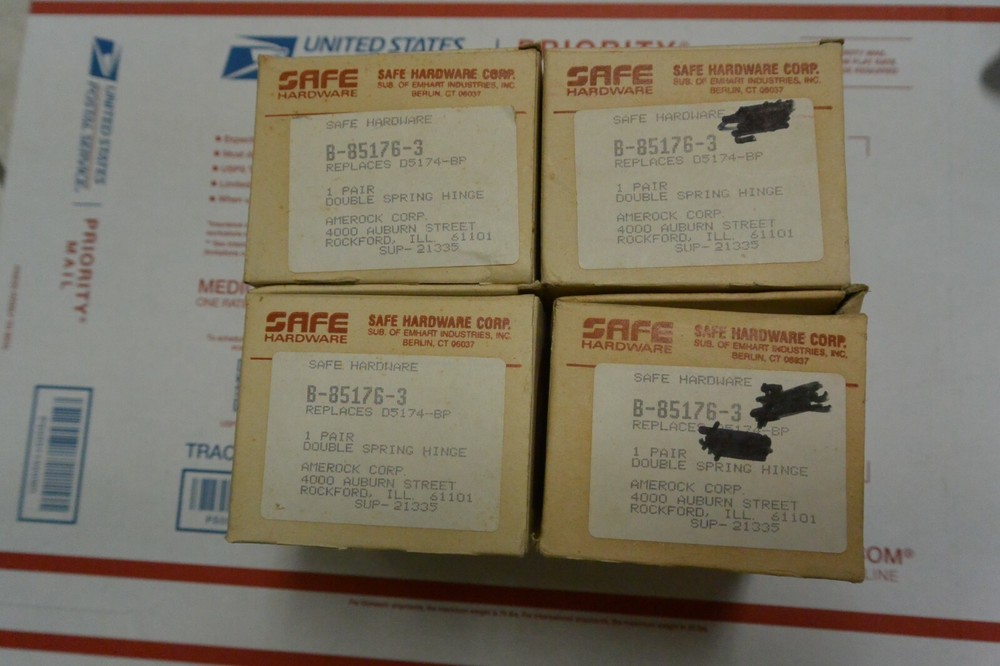 UNITED STATES
PRIORITY®
UNITED STATES
POSTAL SERVICE
PRIORITY®
MAIL
SAFE
HARDWARE
SAFE HARDWARE CORP.
SUB. OF EMHART INDUSTRIES, INC.
BERLIN, CT 06037
SAFE HARDWARE
B-85176-3
REPLACES D5174-BP
1 PAIR
DOUBLE SPRING HINGE
AMEROCK CORP.
4000 AUBURN STREET
ROCKFORD, ILL. 61101
SUP- 21335
SAFE
HARDWARE
SAFE HARDWARE CORP.
SUB. OF EMHART INDUSTRIES, INC.
BERLIN, CT 06037
SAFE HARDWARE
B-85176-3
REPLACES D5174-BP
1 PAIR
DOUBLE SPRING HINGE
AMEROCK CORP.
4000 AUBURN STREET
ROCKFORD, ILL. 61101
SUP- 21335
SAFE
HARDWARE
SAFE HARDWARE CORP.
SUB. OF EMHART INDUSTRIES, INC.
BERLIN, CT 06037
SAFE HARDWARE
B-85176-3
REPLACES D5174-BP
1 PAIR
DOUBLE SPRING HINGE
AMEROCK CORP.
4000 AUBURN STREET
ROCKFORD, ILL. 61101
SUP- 21335
SAFE
HARDWARE
SAFE HARDWARE CORP.
SUB. OF EMHART INDUSTRIES, INC.
BERLIN, CT 06037
SAFE HARDWARE
B-85176-3
REPLACES D5174-BP
1 PAIR
DOUBLE SPRING HINGE
AMEROCK CORP.
4000 AUBURN STREET
ROCKFORD, ILL. 61101
SUP- 21335
MEDI
ONE RATE
TRAC
COM®
LINE